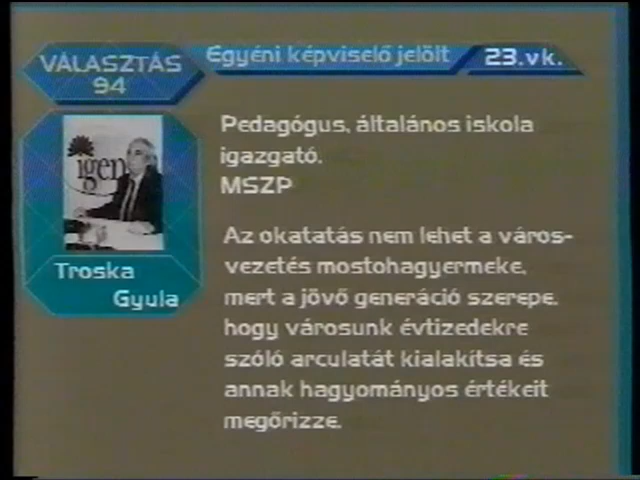 VÁLASZTÁS
94
Egyéni képviselő jelölt
23.vk.
igen
Troska
Gyula
Pedagógus, általános iskola
igazgató.
MSZP
Az okatatás nem lehet a város-
vezetés mostohagyermeke,
mert a jövő generáció szerepe,
hogy városunk évtizedekre
szóló arculatát kialakítsa és
annak hagyományos értékeit
megőrizze.